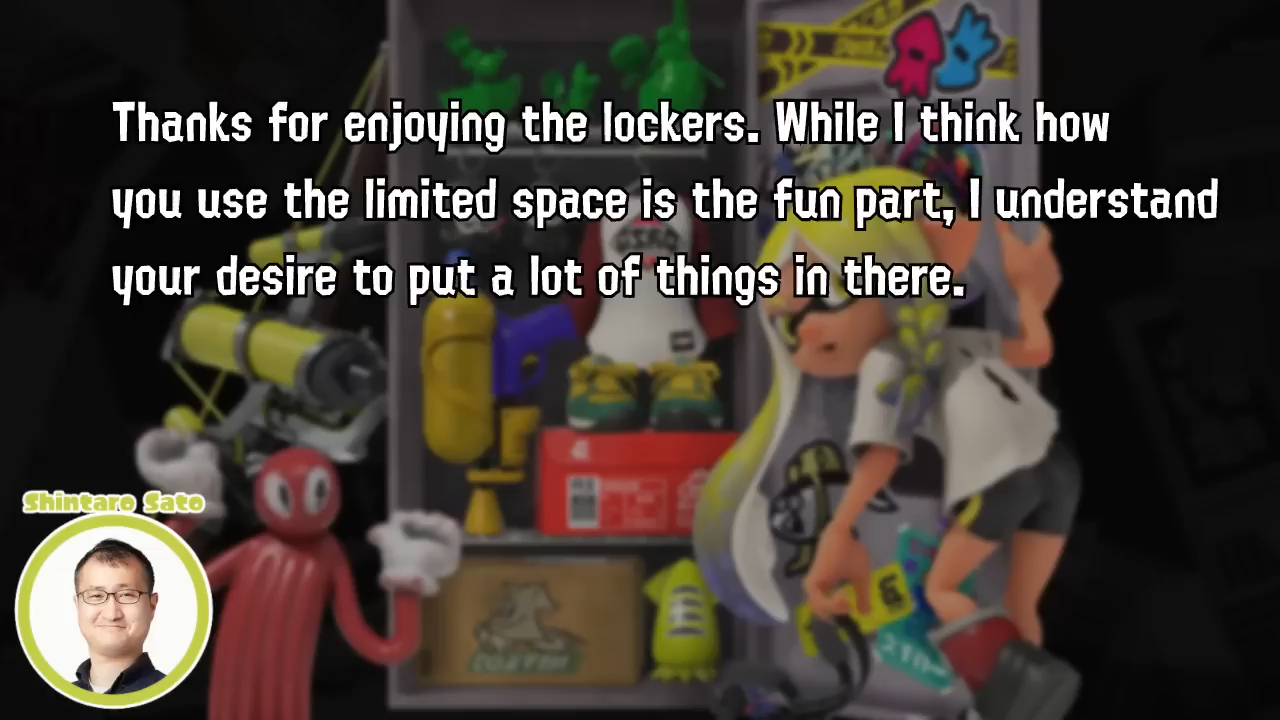 Thanks for enjoying the lockers. While I think how
you use the limited space is the fun part, I understand
your desire to put a lot of things in there.
Shintaro Sato